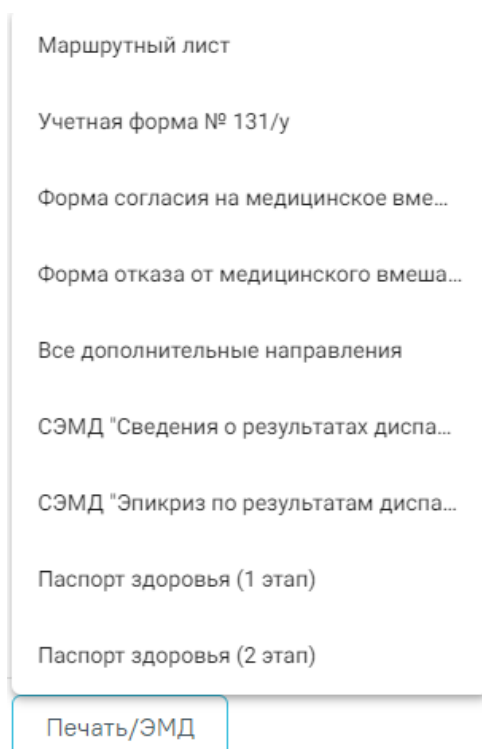 Маршрутный лист
Учетная форма № 131/у
Форма согласия на медицинское вме...
Форма отказа от медицинского вмеша...
Все дополнительные направления
СЭМД "Сведения о результатах диспа...
СЭМД "Эпикриз по результатам диспа...
Паспорт здоровья (1 этап)
Паспорт здоровья (2 этап)
Печать/ЭМД